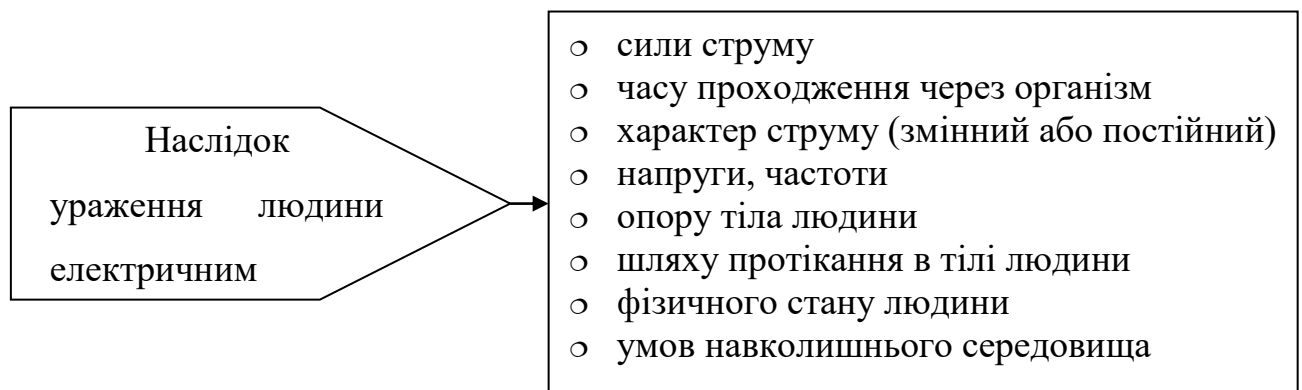 Наслідок
ураження людини
електричним
сили струму
часу проходження через організм
характер струму (змінний або постійний)
напруги, частоти
опору тіла людини
шляху протікання в тілі людини
фізичного стану людини
умов навколишнього середовища